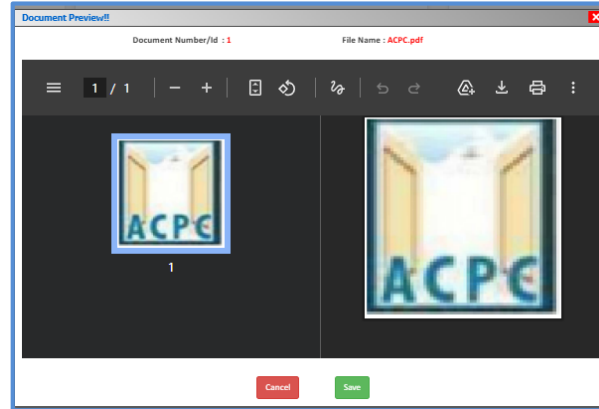 Document Preview!!
X
Document Number/Id : 1 File Name : ACPC.pdf
1 / 1
ACPC
1
ACPC
Cancel Save